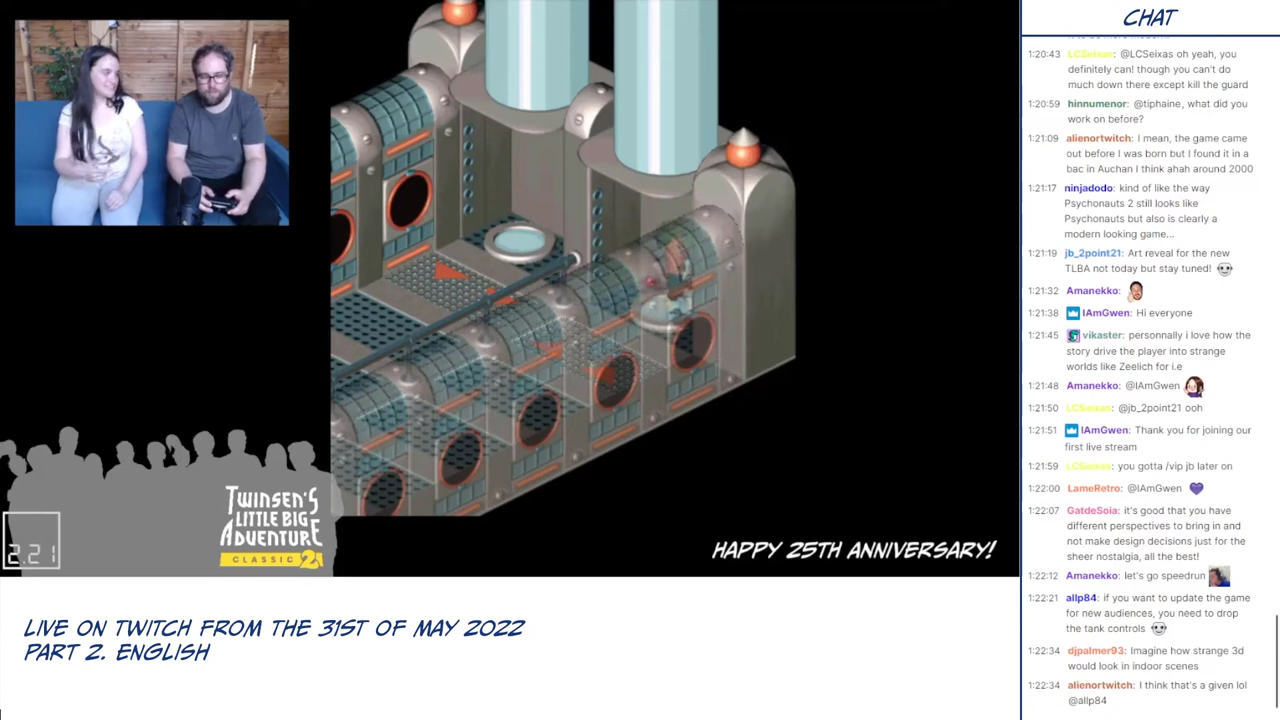 CHAT
1:20:43 LCSeixas: @LCSeixas oh yeah, you
definitely can! though you can't do
much down there except kill the guard
1:20:59 hinnumenor: @tiphaine, what did you
work on before?
1:21:09 alienortwitch: I mean, the game came
out before I was born but I found it in a
bac in Auchan I think ahah around 2000
1:21:17 ninjadodo: kind of like the way
Psychonauts 2 still looks like
Psychonauts but also is clearly a
modern looking game...
1:21:19 jb_2point21: Art reveal for the new
TLBA not today but stay tuned!
1:21:32 Amanekko:
1:21:38 IAmGwen: Hi everyone
1:21:45 vikaster: personnally i love how the
story drive the player into strange
worlds like Zeelich for i.e
1:21:48 Amanekko: @IAmGwen
1:21:50 LCSeixas: @jb_2point21 ooh
1:21:51 IAmGwen: Thank you for joining our
first live stream
1:21:59 LCSeixas: you gotta /vip jb later on
1:22:00 LameRetro: @IAmGwen
1:22:07 GatdeSoia: it's good that you have
different perspectives to bring in and
not make design decisions just for the
sheer nostalgia, all the best!
1:22:12 Amanekko: let's go speedrun
1:22:21 allp84: if you want to update the game
for new audiences, you need to drop
the tank controls
1:22:34 djpalmer93: Imagine how strange 3d
would look in indoor scenes
1:22:34 alienortwitch: I think that's a given lol
@allp84
2.21
TWINSEN'S
LITTLE BIG
ADVENTURE
CLASSIC 2
HAPPY 25TH ANNIVERSARY!
LIVE ON TWITCH FROM THE 31ST OF MAY 2022
PART 2. ENGLISH